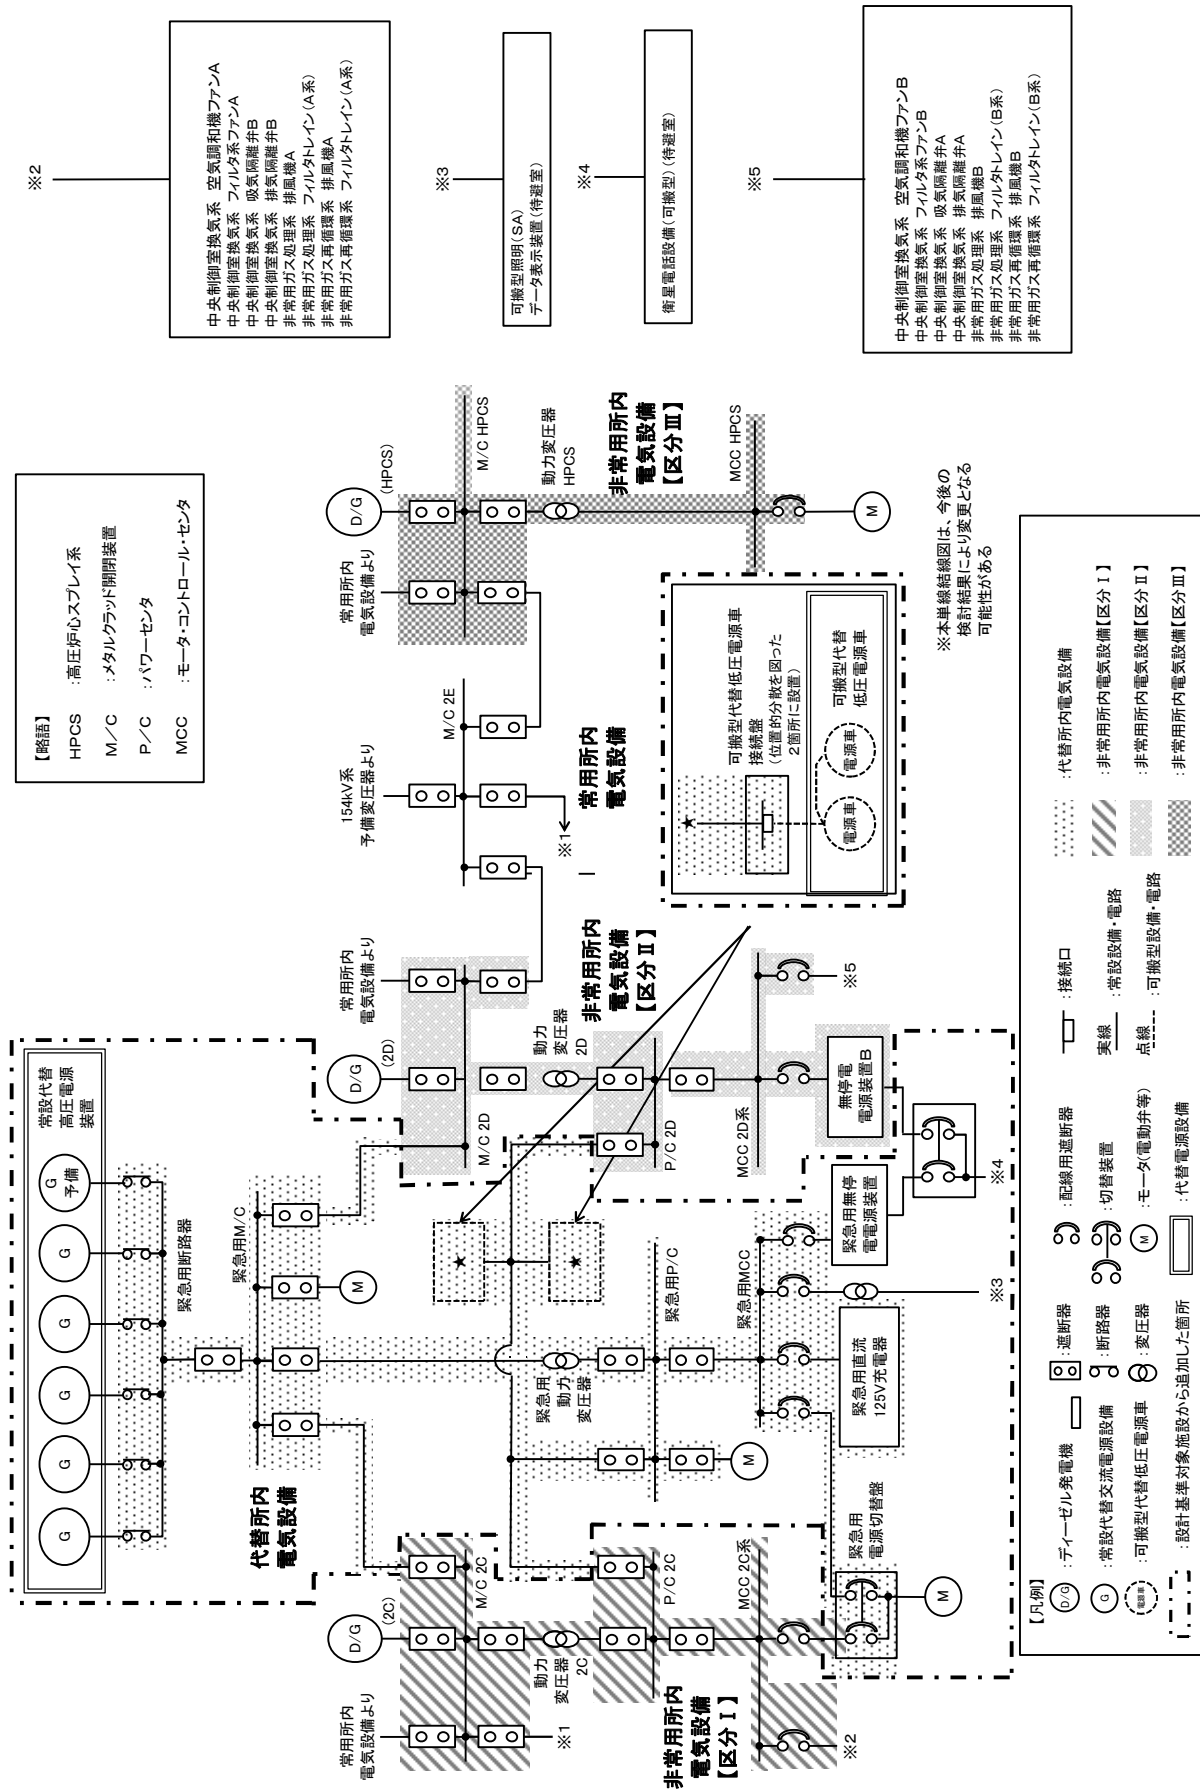 常設代替
高圧電源
装置
G
G
G
G
G
G
予備
緊急用断路器
緊急用M/C
代替所内
電気設備
M
【略語】
HPCS :高圧炉心スプレイ系
M/C :メタルクラッド開閉装置
P/C :パワーセンタ
MCC :モータ・コントロール・センタ
※2
中央制御室換気系 空気調和機ファンA
中央制御室換気系 フィルタ系ファンA
中央制御室換気系 吸気隔離弁B
中央制御室換気系 排気隔離弁B
非常用ガス処理系 排風機A
非常用ガス処理系 フィルタトレイン(A系)
非常用ガス再循環系 排風機A
非常用ガス再循環系 フィルタトレイン(A系)
※3
可搬型照明(SA)
データ表示装置(待避室)
※4
衛星電話設備(可搬型)(待避室)
※5
中央制御室換気系 空気調和機ファンB
中央制御室換気系 フィルタ系ファンB
中央制御室換気系 吸気隔離弁A
中央制御室換気系 排気隔離弁A
非常用ガス処理系 排風機B
非常用ガス処理系 フィルタトレイン(B系)
非常用ガス再循環系 排風機B
非常用ガス再循環系 フィルタトレイン(B系)
常用所内
電気設備より
D/G
(2C)
M/C 2C
※1
動力
変圧器
2C
P/C 2C
非常用所内
電気設備
【区分Ⅰ】
MCC 2C系
※2
緊急用
電源切替盤
M
緊急用
動力
変圧器
緊急用P/C
M
緊急用MCC
緊急用直流
125V充電器
※3
緊急用無停
電電源装置
★
★
D/G
(2D)
常用所内
電気設備より
M/C 2D
動力
変圧器
2D
非常用所内
電気設備
【区分Ⅱ】
P/C 2D
MCC 2D系
無停電
電源装置B
※5
※4
154kV系
予備変圧器より
M/C 2E
※1
常用所内
電気設備
常用所内
電気設備より
D/G
(HPCS)
M/C HPCS
動力変圧器
HPCS
非常用所内
電気設備
【区分Ⅲ】
MCC HPCS
M
★
可搬型代替低圧電源車
接続盤
(位置的分散を図った
2箇所に設置)
電源車
電源車
可搬型代替
低圧電源車
※本単線結線図は、今後の
検討結果により変更となる
可能性がある
【凡例】
D/G :ディーゼル発電機
G :常設代替交流電源設備
電源車 :可搬型代替低圧電源車
:設計基準対象施設から追加した箇所
:遮断器
:断路器
:変圧器
:配線用遮断器
:切替装置
M :モータ(電動弁等)
:代替電源設備
:接続口
実線 :常設設備・電路
点線 :可搬型設備・電路
:代替所内電気設備
:非常用所内電気設備【区分Ⅰ】
:非常用所内電気設備【区分Ⅱ】
:非常用所内電気設備【区分Ⅲ】